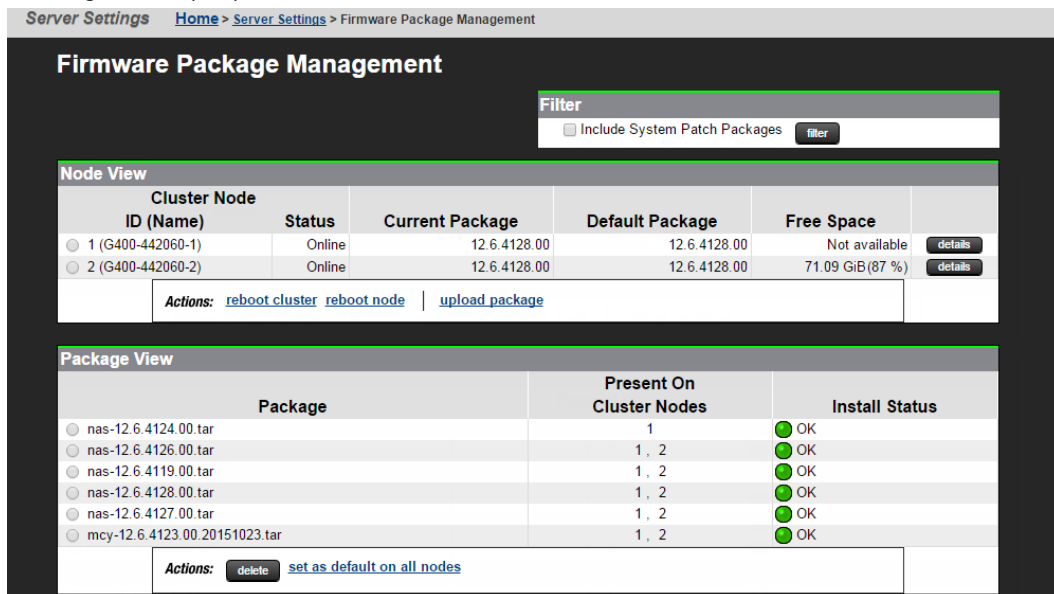 Server Settings Home > Server Settings > Firmware Package Management
Firmware Package Management
Filter
Include System Patch Packages filter
Node View
Cluster Node
ID (Name) Status Current Package Default Package Free Space
1 (G400-442060-1) Online 12.6.4128.00 12.6.4128.00 Not available details
2 (G400-442060-2) Online 12.6.4128.00 12.6.4128.00 71.09 GiB(87 %) details
Actions: reboot cluster reboot node | upload package
Package View
Present On
Package Cluster Nodes Install Status
nas-12.6.4124.00.tar 1 OK
nas-12.6.4126.00.tar 1 , 2 OK
nas-12.6.4119.00.tar 1 , 2 OK
nas-12.6.4128.00.tar 1 , 2 OK
nas-12.6.4127.00.tar 1 , 2 OK
mcy-12.6.4123.00.20151023.tar 1 , 2 OK
Actions: delete set as default on all nodes